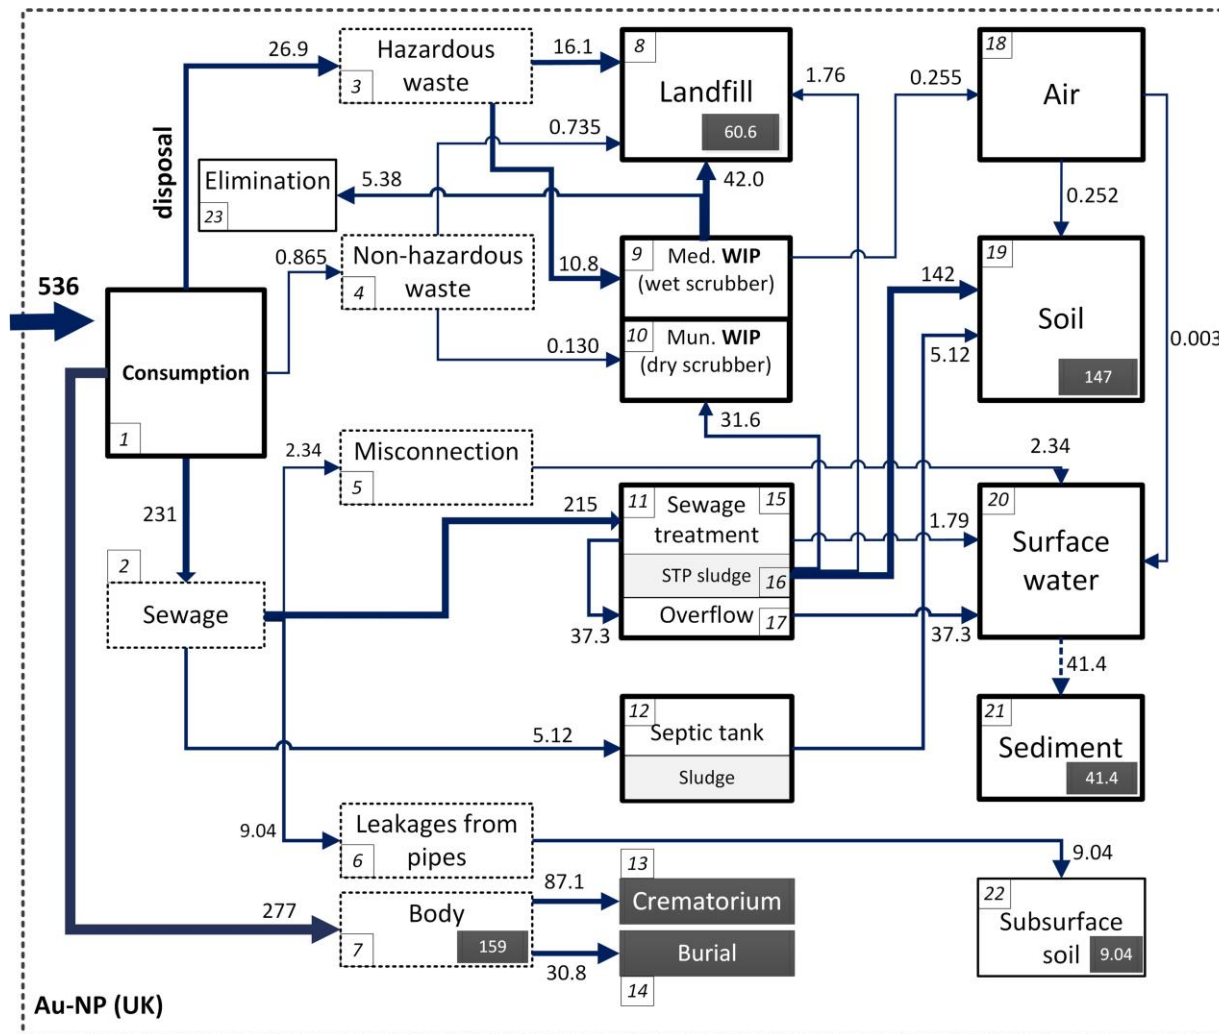 26.9
Hazardous
waste
3
16.1
8
Landfill
60.6
1.76
0.255
18
Air
disposal
0.735
Elimination
23
5.38
42.0
0.252
0.865
Non-hazardous
waste
4
10.8
9
Med. WIP
(wet scrubber)
142
19
Soil
147
536
Consumption
1
0.130
10
Mun. WIP
(dry scrubber)
5.12
0.003
31.6
2.34
Misconnection
5
2.34
231
215
11
Sewage
treatment
15
1.79
20
Surface
water
2
Sewage
STP sludge
16
Overflow
17
37.3
37.3
41.4
5.12
12
Septic tank
Sludge
21
Sediment
41.4
9.04
Leakages from
pipes
6
9.04
13
87.1
Crematorium
22
Subsurface
soil
9.04
277
Body
159
7
Burial
30.8
14
Au-NP (UK)